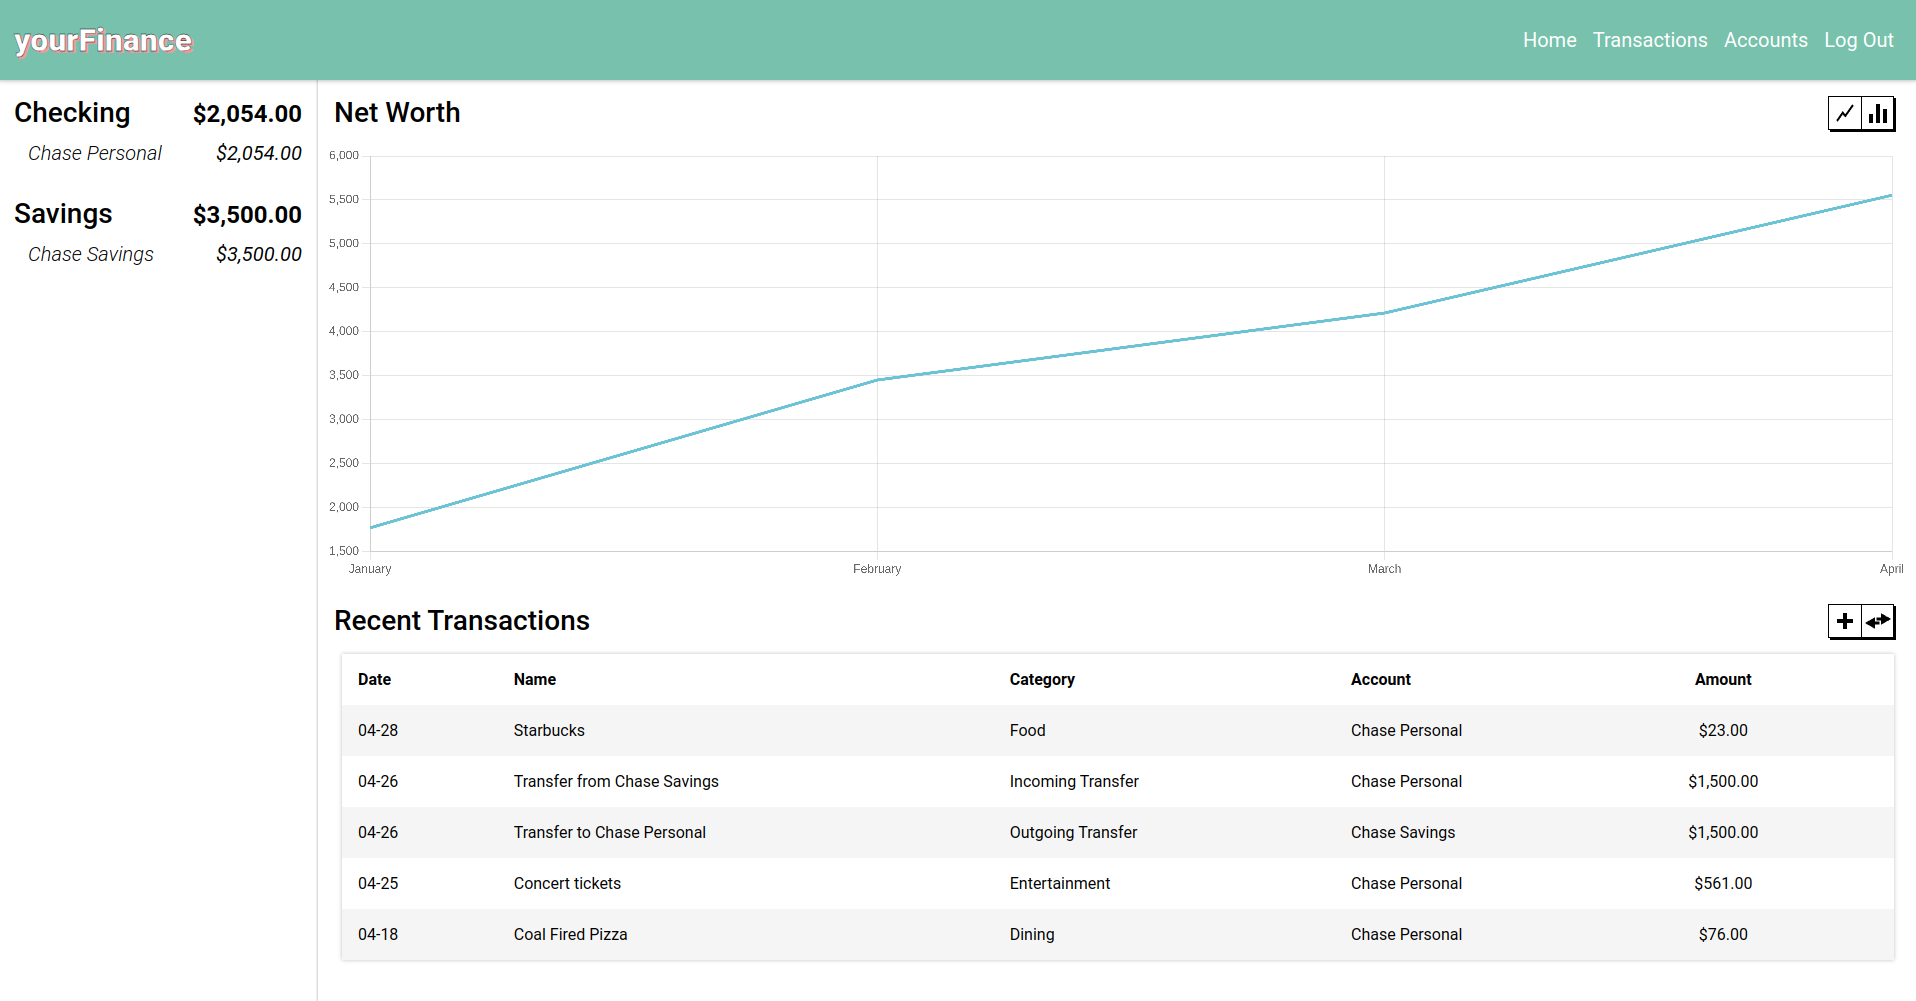 yourFinance
Home Transactions Accounts Log Out
Checking $2,054.00
Chase Personal $2,054.00
Savings $3,500.00
Chase Savings $3,500.00
Net Worth
6,000
5,500
5,000
4,500
4,000
3,500
3,000
2,500
2,000
1,500
January February March April
Recent Transactions
Date Name Category Account Amount
04-28 Starbucks Food Chase Personal $23.00
04-26 Transfer from Chase Savings Incoming Transfer Chase Personal $1,500.00
04-26 Transfer to Chase Personal Outgoing Transfer Chase Savings $1,500.00
04-25 Concert tickets Entertainment Chase Personal $561.00
04-18 Coal Fired Pizza Dining Chase Personal $76.00